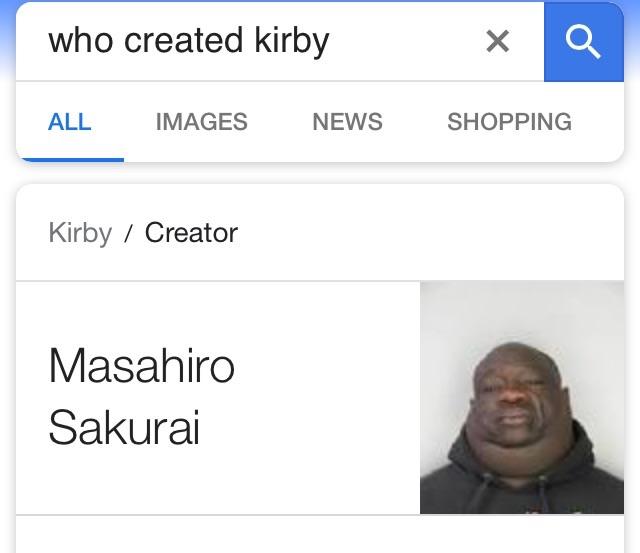 who created kirby
ALL IMAGES NEWS SHOPPING
Kirby / Creator
Masahiro
Sakurai